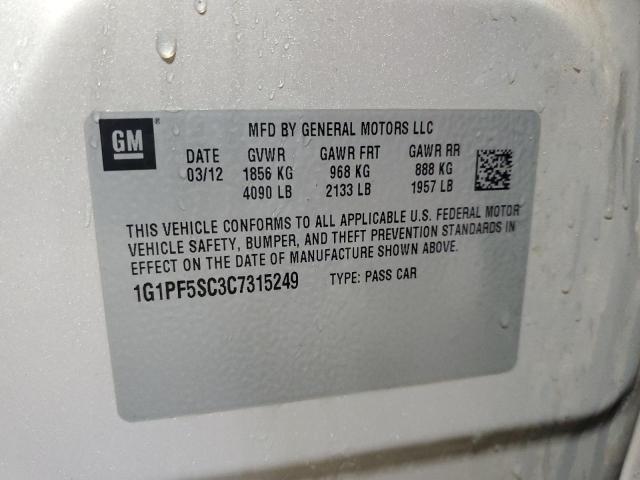 GM ®
MFD BY GENERAL MOTORS LLC
DATE GVWR GAWR FRT GAWR RR
03/12 1856 KG 968 KG 888 KG
4090 LB 2133 LB 1957 LB
THIS VEHICLE CONFORMS TO ALL APPLICABLE U.S. FEDERAL MOTOR
VEHICLE SAFETY, BUMPER, AND THEFT PREVENTION STANDARDS IN
EFFECT ON THE DATE OF MANUFACTURE SHOWN ABOVE.
1G1PF5SC3C7315249 TYPE: PASS CAR